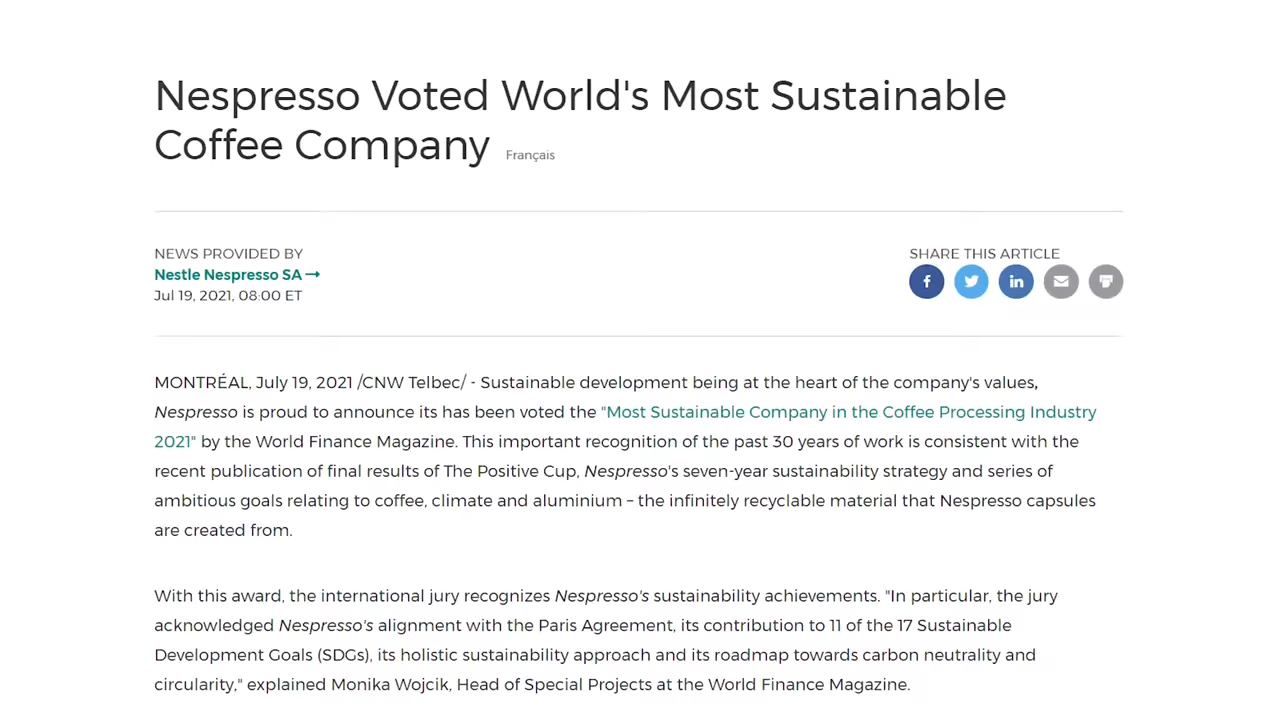 Nespresso Voted World's Most Sustainable
Coffee Company Français
NEWS PROVIDED BY
Nestle Nespresso SA →
Jul 19, 2021, 08:00 ET
SHARE THIS ARTICLE
MONTRÉAL, July 19, 2021 /CNW Telbec/ - Sustainable development being at the heart of the company's values,
Nespresso is proud to announce its has been voted the "Most Sustainable Company in the Coffee Processing Industry
2021" by the World Finance Magazine. This important recognition of the past 30 years of work is consistent with the
recent publication of final results of The Positive Cup, Nespresso's seven-year sustainability strategy and series of
ambitious goals relating to coffee, climate and aluminium – the infinitely recyclable material that Nespresso capsules
are created from.
With this award, the international jury recognizes Nespresso's sustainability achievements. "In particular, the jury
acknowledged Nespresso's alignment with the Paris Agreement, its contribution to 11 of the 17 Sustainable
Development Goals (SDGs), its holistic sustainability approach and its roadmap towards carbon neutrality and
circularity," explained Monika Wojcik, Head of Special Projects at the World Finance Magazine.